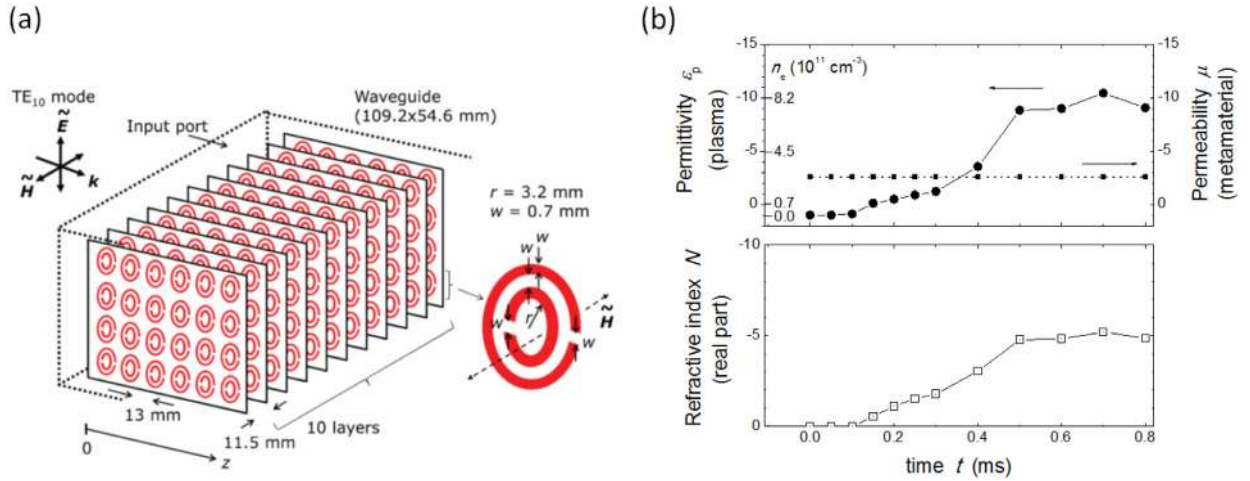 (a)
TE10 mode
Ẽ
H̃
k
Input port
Waveguide
(109.2x54.6 mm)
r = 3.2 mm
w = 0.7 mm
w
w
r
w
w
H̃
13 mm
11.5 mm
10 layers
0
z
(b)
Permittivity εp
(plasma)
-15
-10
-5
0
ne (10^11 cm^-3)
8.2
4.5
0.7
0.0
-15
-10
-5
0
Permeability μ
(metamaterial)
Refractive index N
(real part)
-10
-5
0
0.0
0.2
0.4
0.6
0.8
time t (ms)